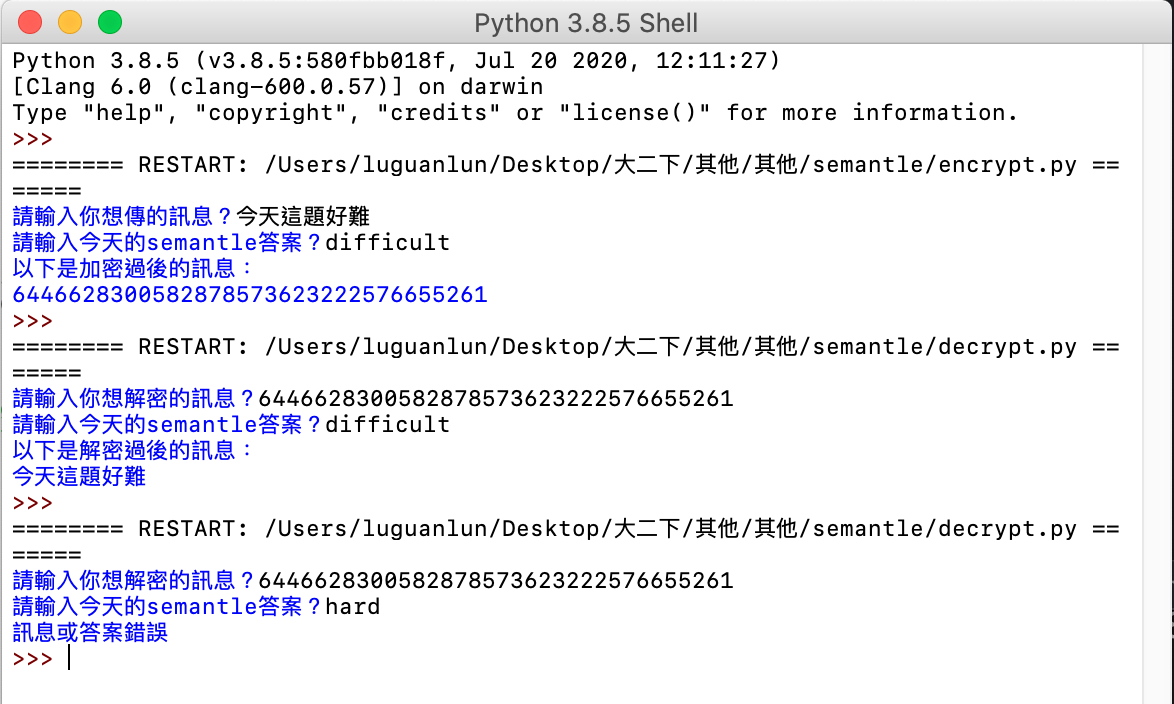 Python 3.8.5 Shell
Python 3.8.5 (v3.8.5:580fbb018f, Jul 20 2020, 12:11:27)
[Clang 6.0 (clang-600.0.57)] on darwin
Type "help", "copyright", "credits" or "license()" for more information.
>>>
======== RESTART: /Users/luguanlun/Desktop/大二下/其他/其他/semantle/encrypt.py ==
=====
請輸入你想傳的訊息？今天這題好難
請輸入今天的semantle答案？difficult
以下是加密過後的訊息：
6446628300582878573623222576655261
>>>
======== RESTART: /Users/luguanlun/Desktop/大二下/其他/其他/semantle/decrypt.py ==
=====
請輸入你想解密的訊息？6446628300582878573623222576655261
請輸入今天的semantle答案？difficult
以下是解密過後的訊息：
今天這題好難
>>>
======== RESTART: /Users/luguanlun/Desktop/大二下/其他/其他/semantle/decrypt.py ==
=====
請輸入你想解密的訊息？6446628300582878573623222576655261
請輸入今天的semantle答案？hard
訊息或答案錯誤
>>>